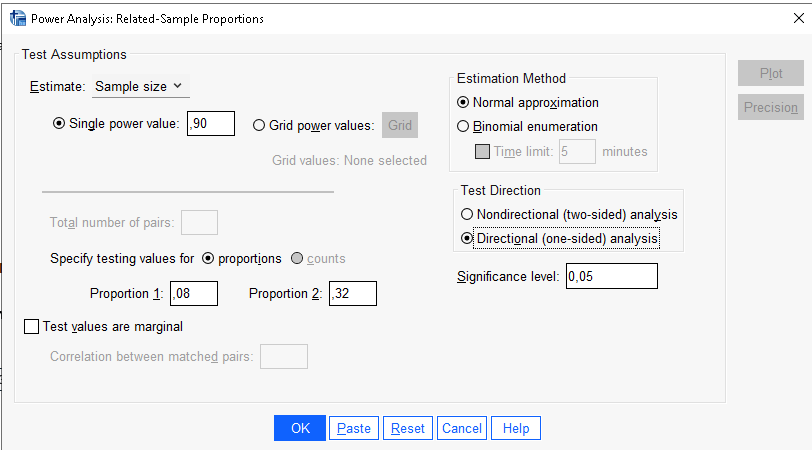 Power Analysis: Related-Sample Proportions
Test Assumptions
Estimate: Sample size
Single power value: ,90
Grid power values: Grid
Grid values: None selected
Total number of pairs:
Specify testing values for proportions counts
Proportion 1: ,08 Proportion 2: ,32
Test values are marginal
Correlation between matched pairs:
Estimation Method
Normal approximation
Binomial enumeration
Time limit: 5 minutes
Test Direction
Nondirectional (two-sided) analysis
Directional (one-sided) analysis
Significance level: 0,05
Plot
Precision
OK Paste Reset Cancel Help